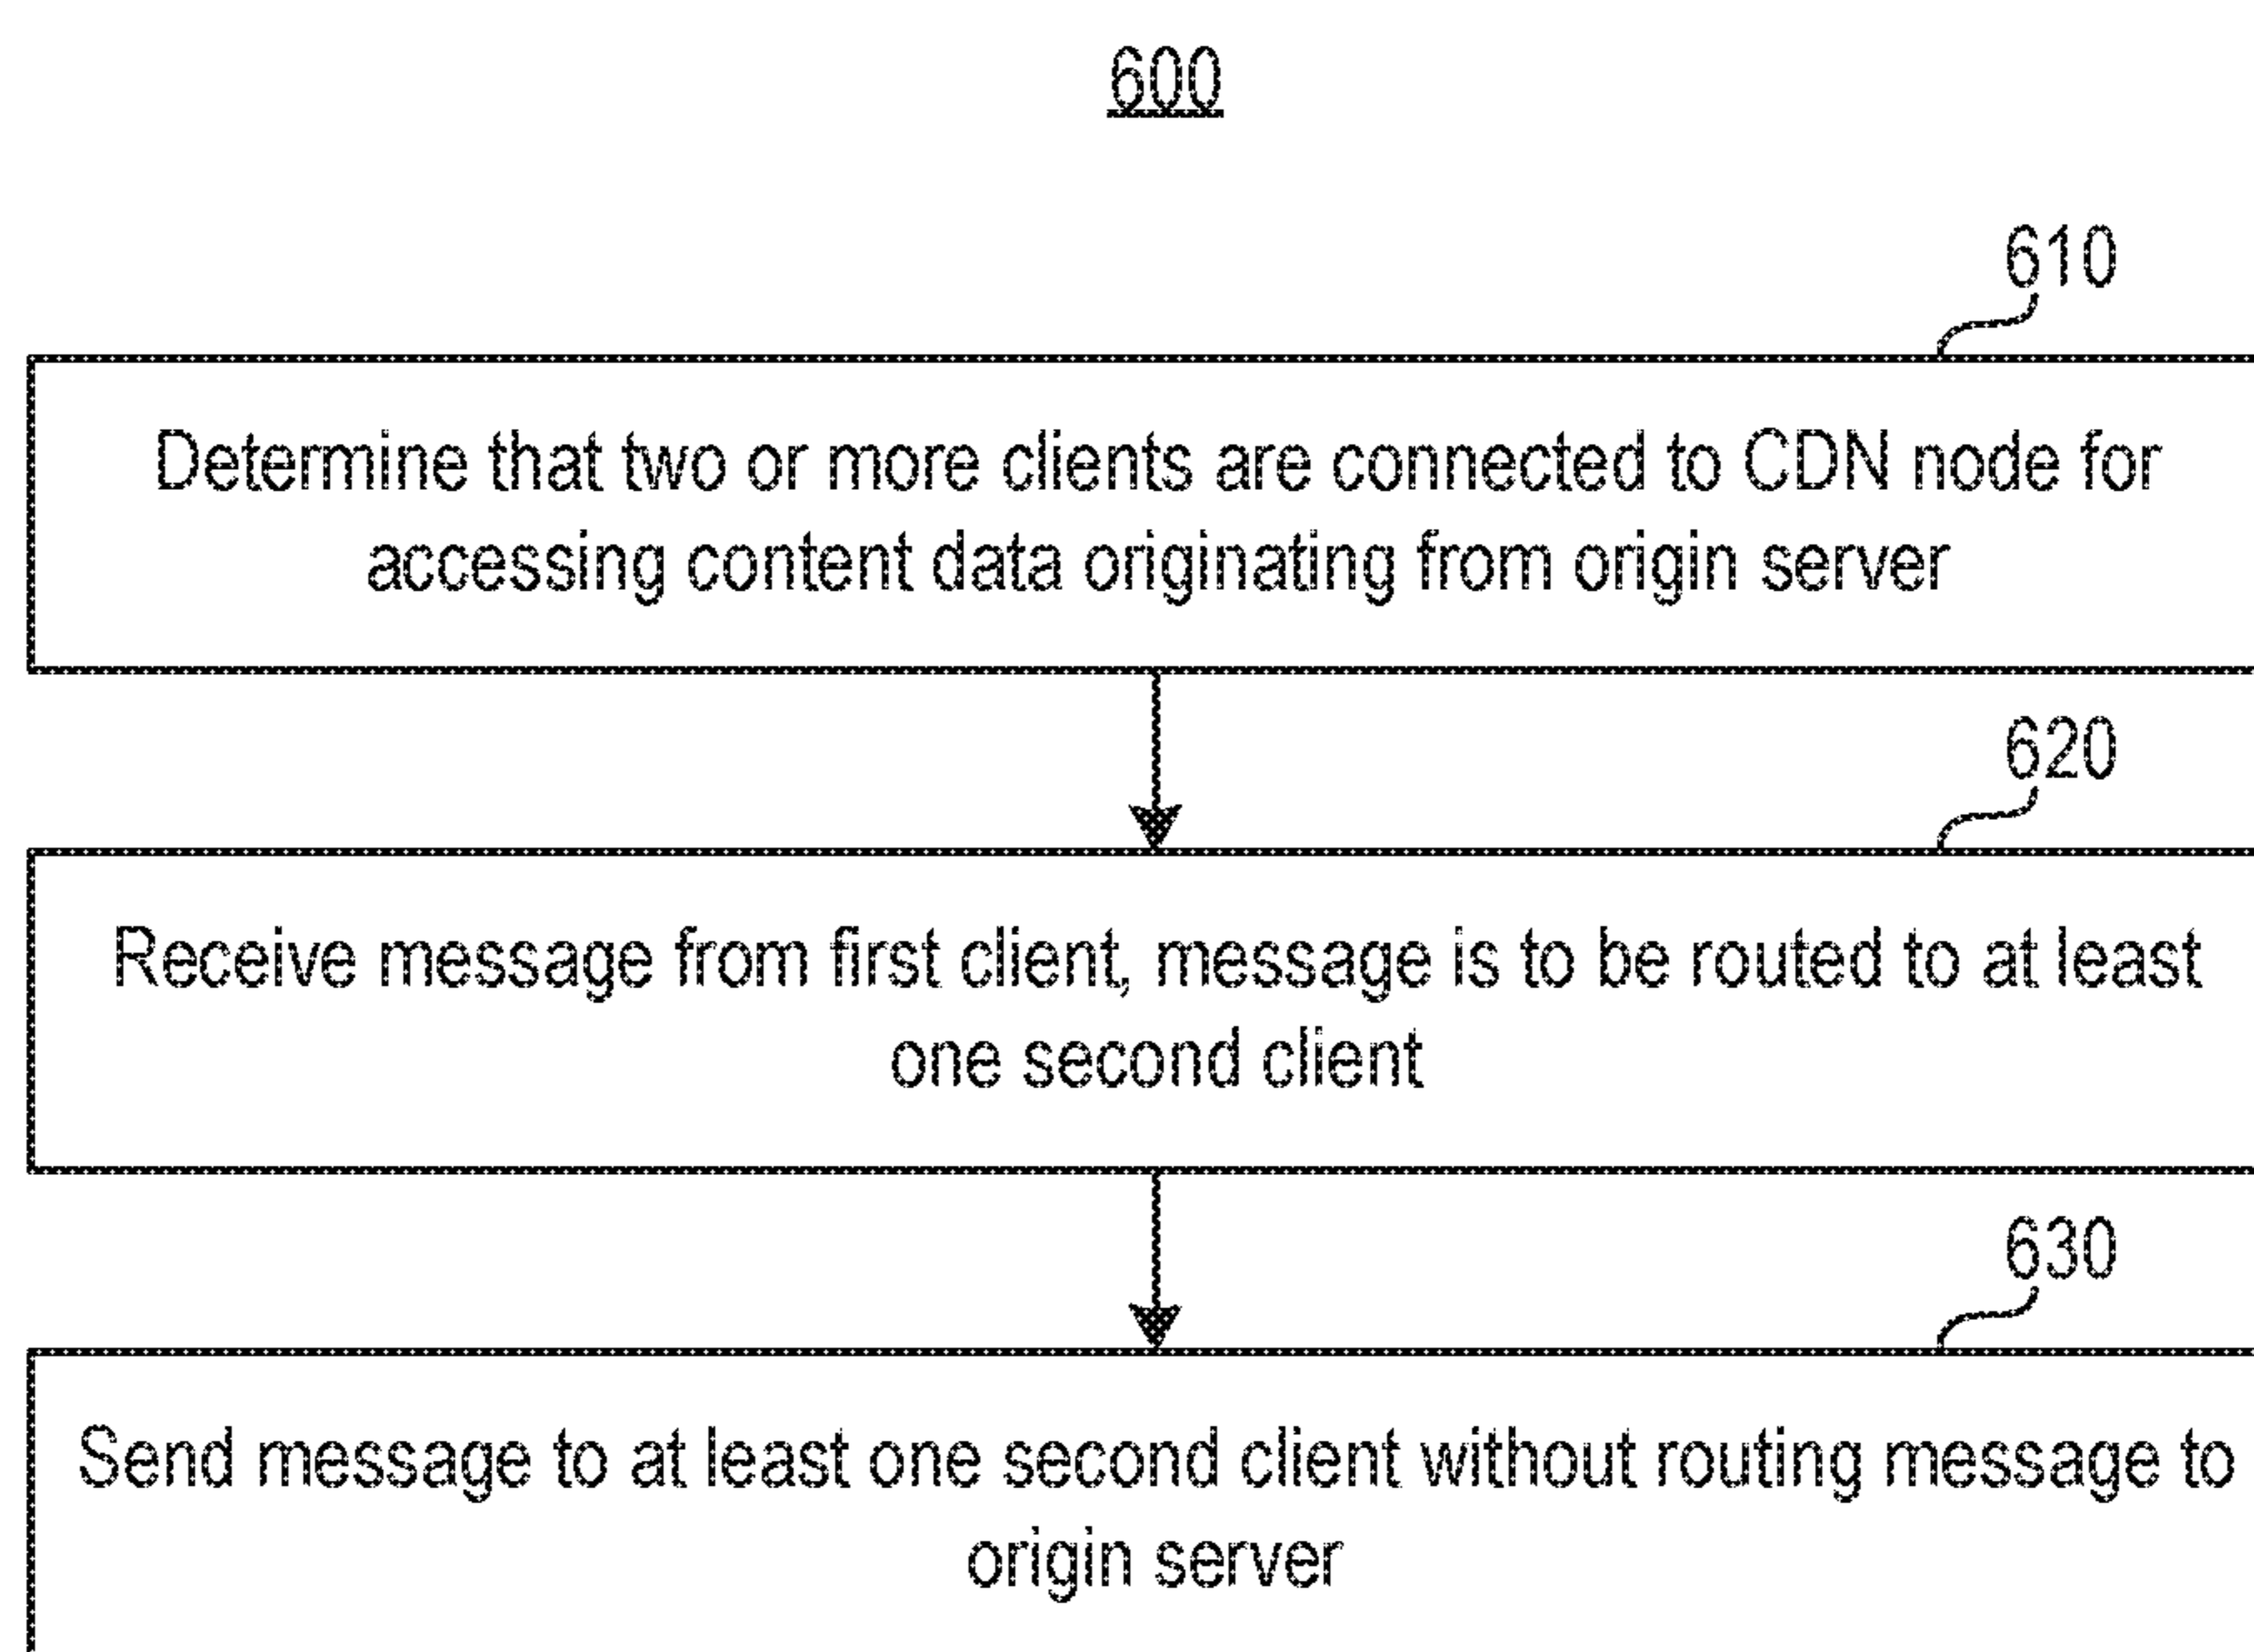 600
610
Determine that two or more clients are connected to CDN node for
accessing content data originating from origin server
620
Receive message from first client, message is to be routed to at least
one second client
630
Send message to at least one second client without routing message to
origin server